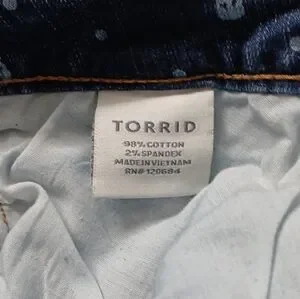 TORRID
98% COTTON
2% SPANDEX
MADE IN VIETNAM
RN# 120684